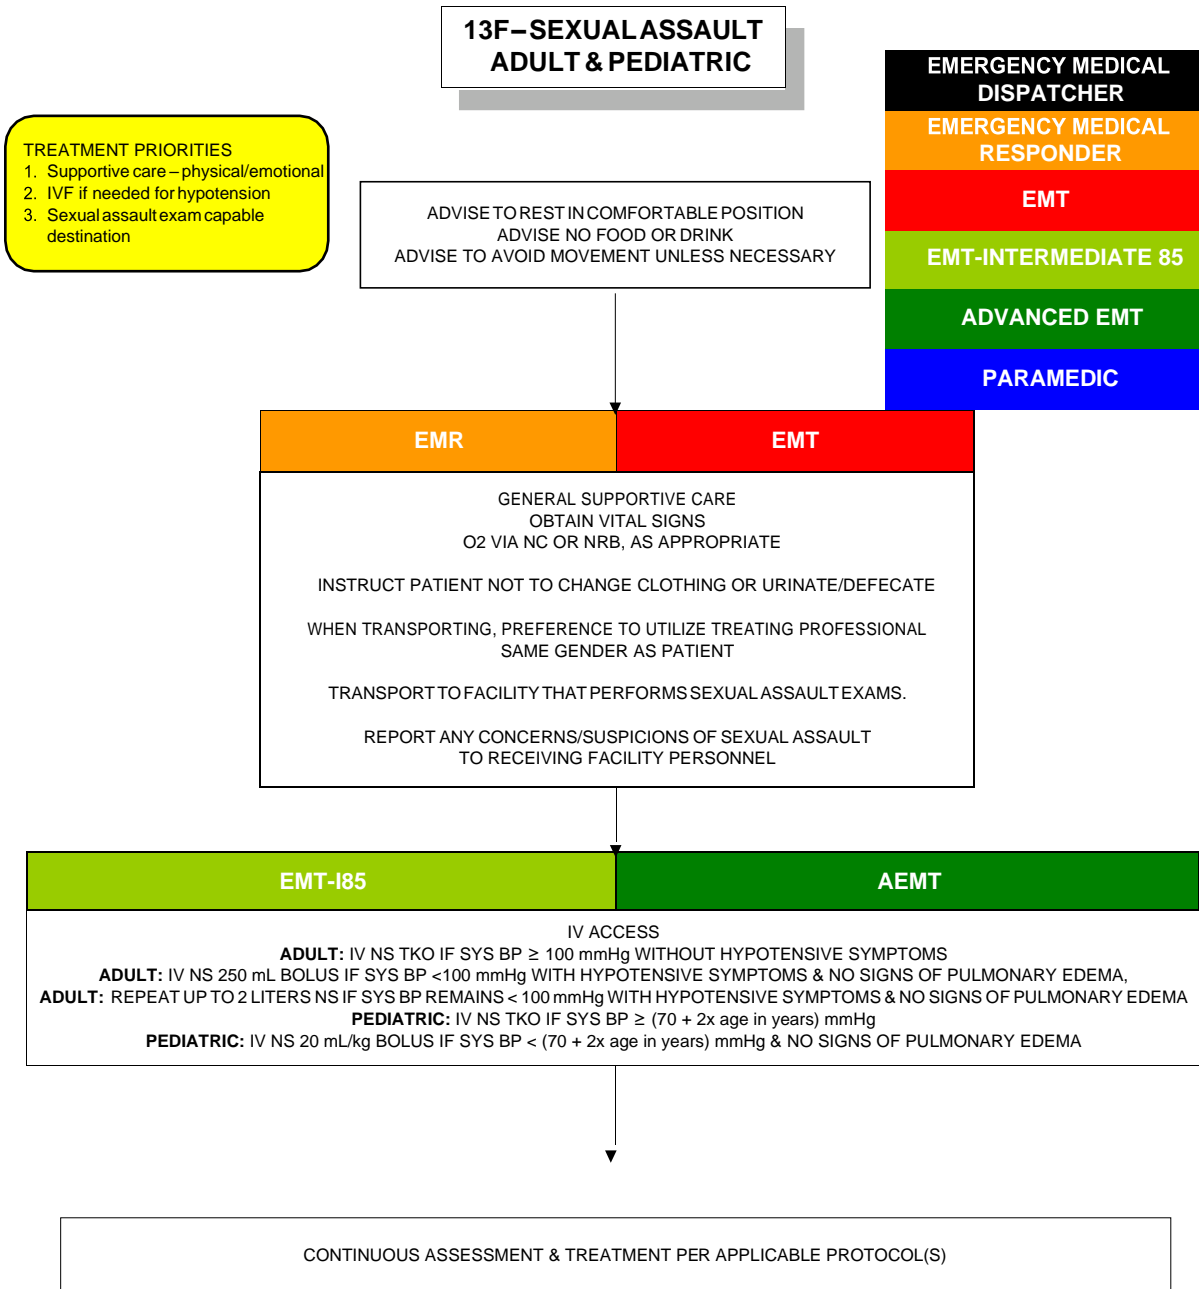 13F – SEXUAL ASSAULT
ADULT & PEDIATRIC
EMERGENCY MEDICAL
DISPATCHER
EMERGENCY MEDICAL
RESPONDER
EMT
EMT-INTERMEDIATE 85
ADVANCED EMT
PARAMEDIC
TREATMENT PRIORITIES
1. Supportive care – physical/emotional
2. IVF if needed for hypotension
3. Sexual assault exam capable
destination
ADVISE TO REST IN COMFORTABLE POSITION
ADVISE NO FOOD OR DRINK
ADVISE TO AVOID MOVEMENT UNLESS NECESSARY
EMR
EMT
GENERAL SUPPORTIVE CARE
OBTAIN VITAL SIGNS
O2 VIA NC OR NRB, AS APPROPRIATE
INSTRUCT PATIENT NOT TO CHANGE CLOTHING OR URINATE/DEFECATE
WHEN TRANSPORTING, PREFERENCE TO UTILIZE TREATING PROFESSIONAL
SAME GENDER AS PATIENT
TRANSPORT TO FACILITY THAT PERFORMS SEXUAL ASSAULT EXAMS.
REPORT ANY CONCERNS/SUSPICIONS OF SEXUAL ASSAULT
TO RECEIVING FACILITY PERSONNEL
EMT-I85
AEMT
IV ACCESS
ADULT: IV NS TKO IF SYS BP ≥ 100 mmHg WITHOUT HYPOTENSIVE SYMPTOMS
ADULT: IV NS 250 mL BOLUS IF SYS BP <100 mmHg WITH HYPOTENSIVE SYMPTOMS & NO SIGNS OF PULMONARY EDEMA,
ADULT: REPEAT UP TO 2 LITERS NS IF SYS BP REMAINS < 100 mmHg WITH HYPOTENSIVE SYMPTOMS & NO SIGNS OF PULMONARY EDEMA
PEDIATRIC: IV NS TKO IF SYS BP ≥ (70 + 2x age in years) mmHg
PEDIATRIC: IV NS 20 mL/kg BOLUS IF SYS BP < (70 + 2x age in years) mmHg & NO SIGNS OF PULMONARY EDEMA
CONTINUOUS ASSESSMENT & TREATMENT PER APPLICABLE PROTOCOL(S)